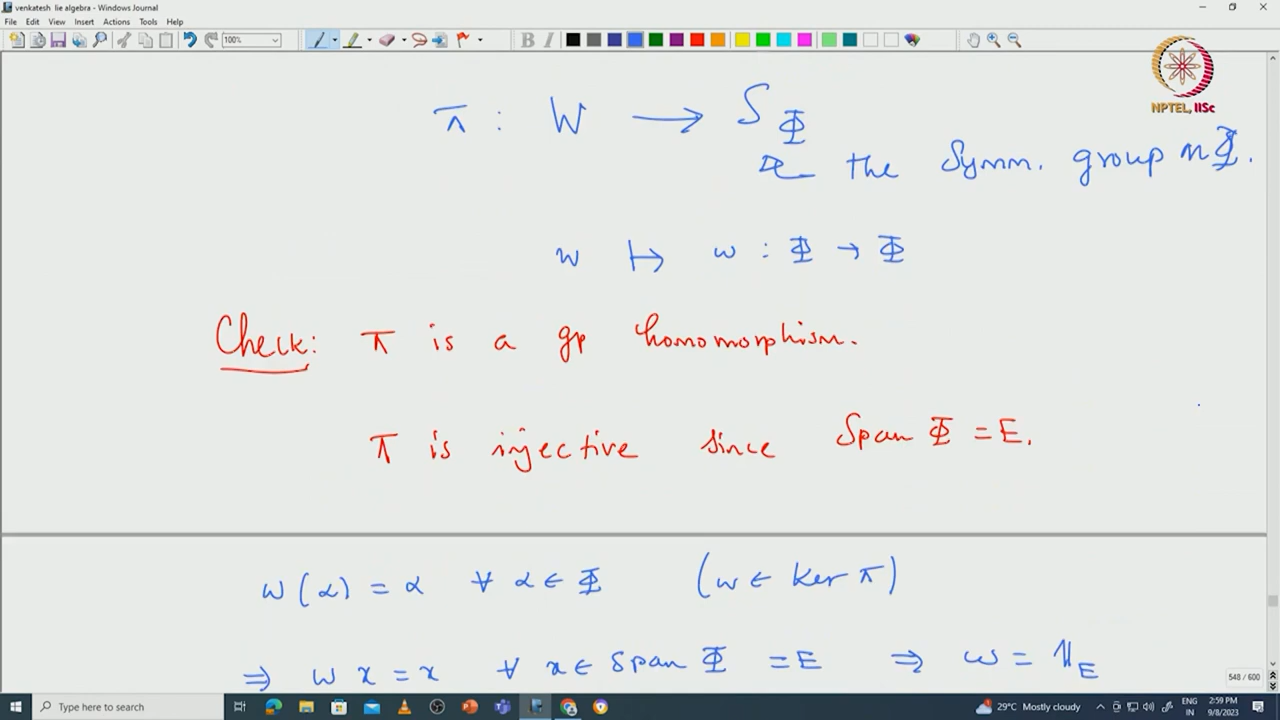 venkatesh lie algebra - Windows Journal
File Edit View Insert Actions Tools Help
100%
NPTEL, IISc
π : W → S_Φ
the Symm. group on Φ.
w ↦ w : Φ → Φ
Check: π is a gp homomorphism.
π is injective since Span Φ = E.
w(α) = α ∀ α ∈ Φ (w ∈ Ker π)
⇒ w x = x ∀ x ∈ Span Φ = E ⇒ w = 𝟙_E
548 / 600
Type here to search
29°C Mostly cloudy
ENG
IN
2:59 PM
9/8/2023